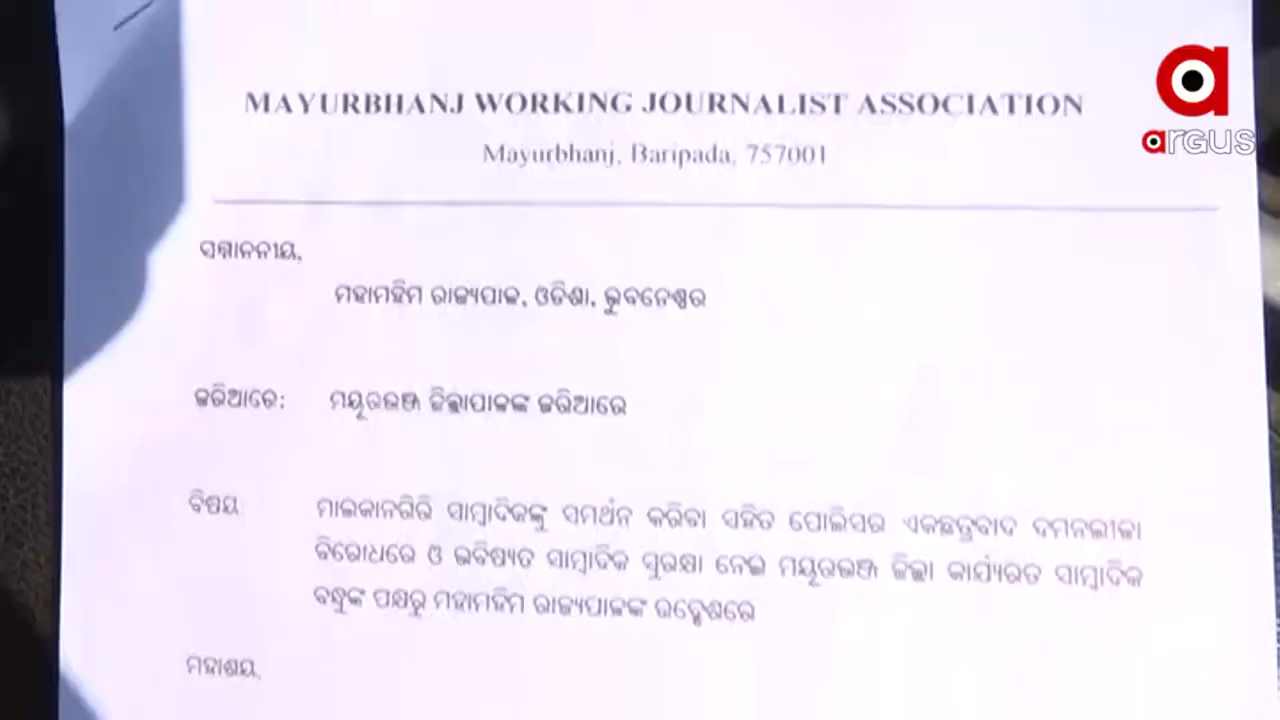 MAYURBHANJ WORKING JOURNALIST ASSOCIATION
Mayurbhanj, Baripada, 757001
argus
ସମ୍ମାନନୀୟ,
ମହାମହିମ ରାଜ୍ୟପାଳ, ଓଡିଶା, ଭୁବନେଶ୍ବର
ଜରିଆରେ: ମୟୂରଭଞ୍ଜ ଜିଲ୍ଲାପାଳଙ୍କ ଜରିଆରେ
ବିଷୟ ମାଲକାନଗିରି ସାମ୍ବାଦିକଙ୍କୁ ସମର୍ଥନ କରିବା ସହିତ ପୋଲିସର ଏକଛତ୍ରବାଦ ଦମନଲୀଳା
ବିରୋଧରେ ଓ ଭବିଷ୍ୟତ ସାମ୍ବାଦିକ ସୁରକ୍ଷା ନେଇ ମୟୂରଭଞ୍ଜ ଜିଲ୍ଲା କାର୍ଯ୍ୟରତ ସାମ୍ବାଦିକ
ବନ୍ଧୁଙ୍କ ପକ୍ଷରୁ ମହାମହିମ ରାଜ୍ୟପାଳଙ୍କ ଉଦ୍ଦେଶରେ
ମହାଶୟ,